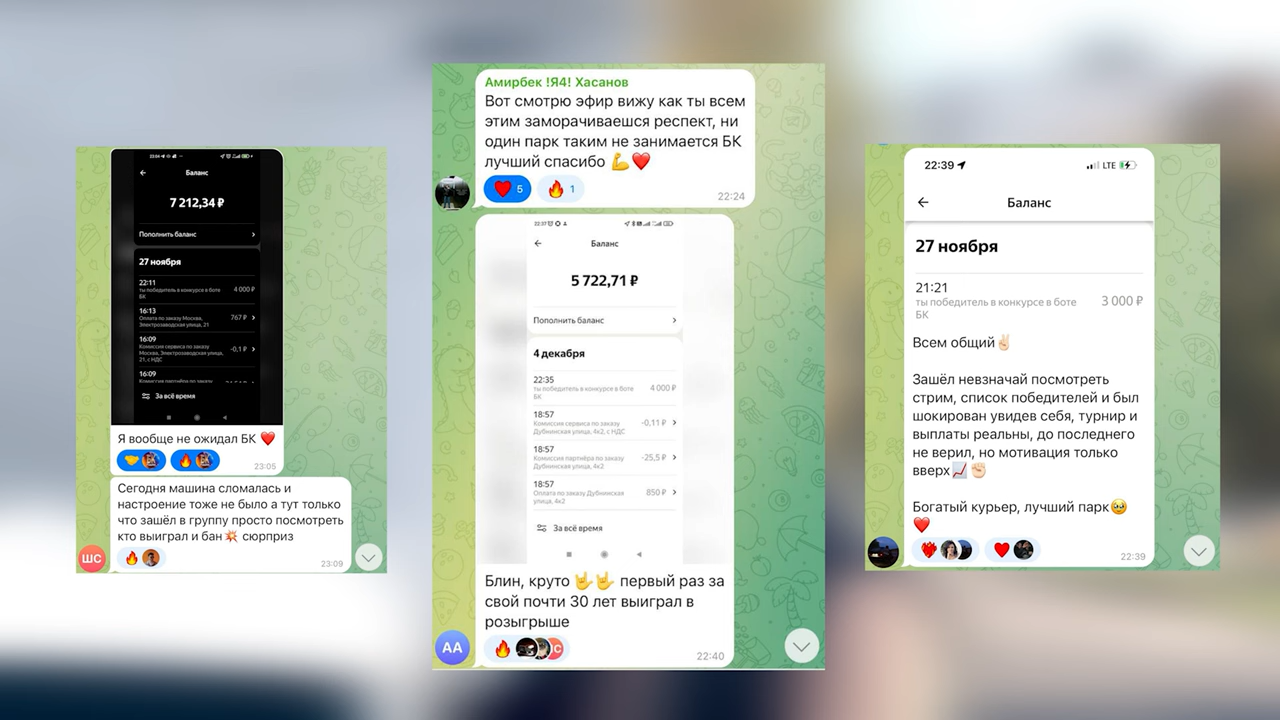 Баланс
7 212,34 ₽
Пополнить баланс
27 ноября
22:11
ты победитель в конкурсе в боте
БК
4 000 ₽
16:13
Оплата по заказу Москва,
Электрозаводская улица, 21
767 ₽
16:09
Комиссия сервиса по заказу
Москва, Электрозаводская улица,
21, с НДС
-0,1 ₽
16:09
Комиссия партнёра по заказу
За всё время
Я вообще не ожидал БК ❤️
23:05
Сегодня машина сломалась и
настроение тоже не было а тут только
что зашёл в группу просто посмотреть
кто выиграл и бан💥 сюрприз
23:09
ШС
Амирбек !Я4! Хасанов
Вот смотрю эфир вижу как ты всем
этим заморачиваешся респект, ни
один парк таким не занимается БК
лучший спасибо 💪❤️
5
1
22:24
22:37
Баланс
5 722,71 ₽
Пополнить баланс
4 декабря
22:35
ты победитель в конкурсе в боте
БК
4 000 ₽
18:57
Комиссия сервиса по заказу
Дубнинская улица, 4к2, с НДС
-0,11 ₽
18:57
Комиссия партнёра по заказу
Дубнинская улица, 4к2
-25,5 ₽
18:57
Оплата по заказу Дубнинская
улица, 4к2
850 ₽
За всё время
Блин, круто 🤟🤟 первый раз за
свой почти 30 лет выиграл в
розыгрыше
22:40
АА
22:39
LTE
Баланс
27 ноября
21:21
ты победитель в конкурсе в боте
БК
3 000 ₽
Всем общий✌🏻
Зашёл невзначай посмотреть
стрим, список победителей и был
шокирован увидев себя, турнир и
выплаты реальны, до последнего
не верил, но мотивация только
вверх📈✊🏻
Богатый курьер, лучший парк🥹
❤️
22:39